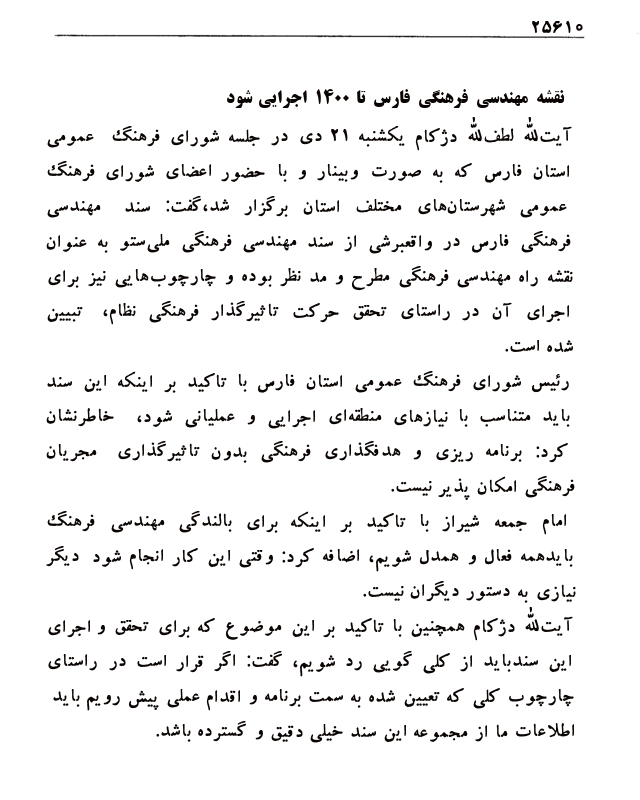 ۲۵۶۱۰
نقشه مهندسی فرهنگی فارس تا ۱۴۰۰ اجرایی شود
آیت‌الله لطف‌الله دژکام یکشنبه ۲۱ دی در جلسه شورای فرهنگ عمومی
استان فارس که به صورت وبینار و با حضور اعضای شورای فرهنگ
عمومی شهرستان‌های مختلف استان برگزار شد،گفت: سند مهندسی
فرهنگی فارس در واقعبرشی از سند مهندسی فرهنگی ملی‌ستو به عنوان
نقشه راه مهندسی فرهنگی مطرح و مد نظر بوده و چارچوب‌هایی نیز برای
اجرای آن در راستای تحقق حرکت تاثیرگذار فرهنگی نظام، تبیین
شده است.
رئیس شورای فرهنگ عمومی استان فارس با تاکید بر اینکه این سند
باید متناسب با نیازهای منطقه‌ای اجرایی و عملیانی شود، خاطرنشان
کرد: برنامه ریزی و هدفگذاری فرهنگی بدون تاثیرگذاری مجریان
فرهنگی امکان پذیر نیست.
امام جمعه شیراز با تاکید بر اینکه برای بالندگی مهندسی فرهنگ
بایدهمه فعال و همدل شویم، اضافه کرد: وقتی این کار انجام شود دیگر
نیازی به دستور دیگران نیست.
آیت‌الله دژکام همچنین با تاکید بر این موضوع که برای تحقق و اجرای
این سندباید از کلی گویی رد شویم، گفت: اگر قرار است در راستای
چارچوب کلی که تعیین شده به سمت برنامه و اقدام عملی پیش رویم باید
اطلاعات ما از مجموعه این سند خیلی دقیق و گسترده باشد.